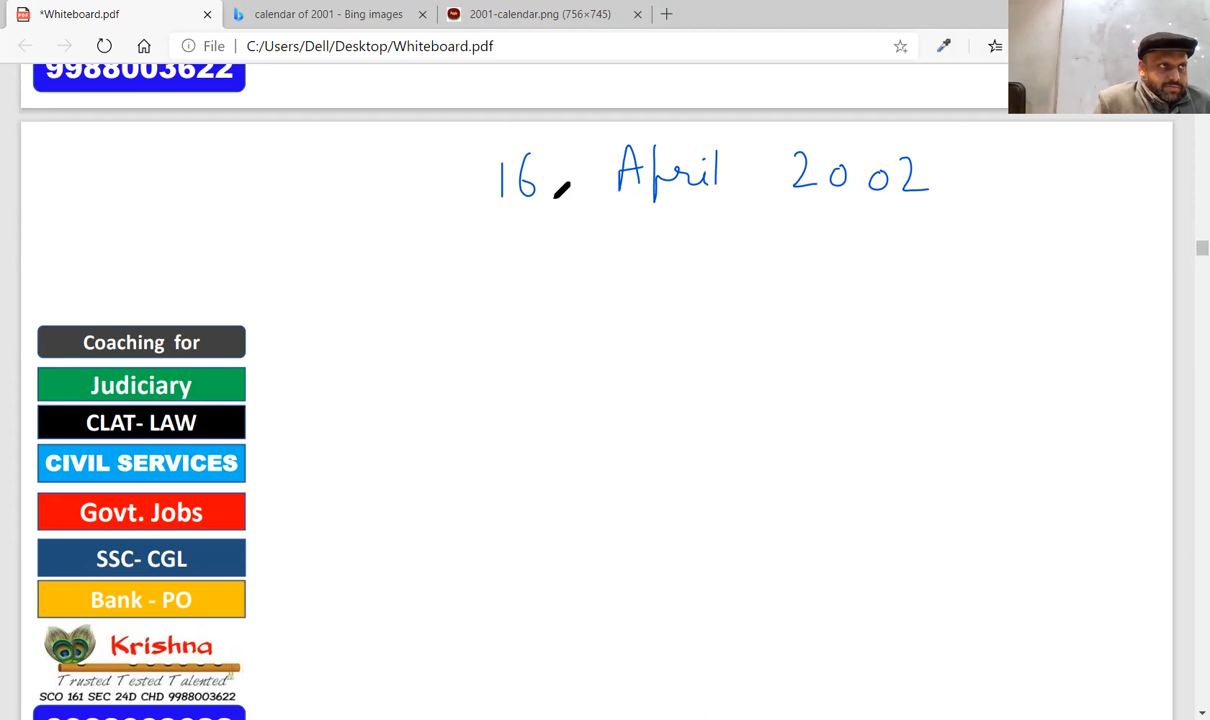 *Whiteboard.pdf
calendar of 2001 - Bing images
2001-calendar.png (756×745)
File
C:/Users/Dell/Desktop/Whiteboard.pdf
9988003622
16 April 2002
Coaching for
Judiciary
CLAT- LAW
CIVIL SERVICES
Govt. Jobs
SSC- CGL
Bank - PO
Krishna
Trusted Tested Talented
SCO 161 SEC 24D CHD 9988003622